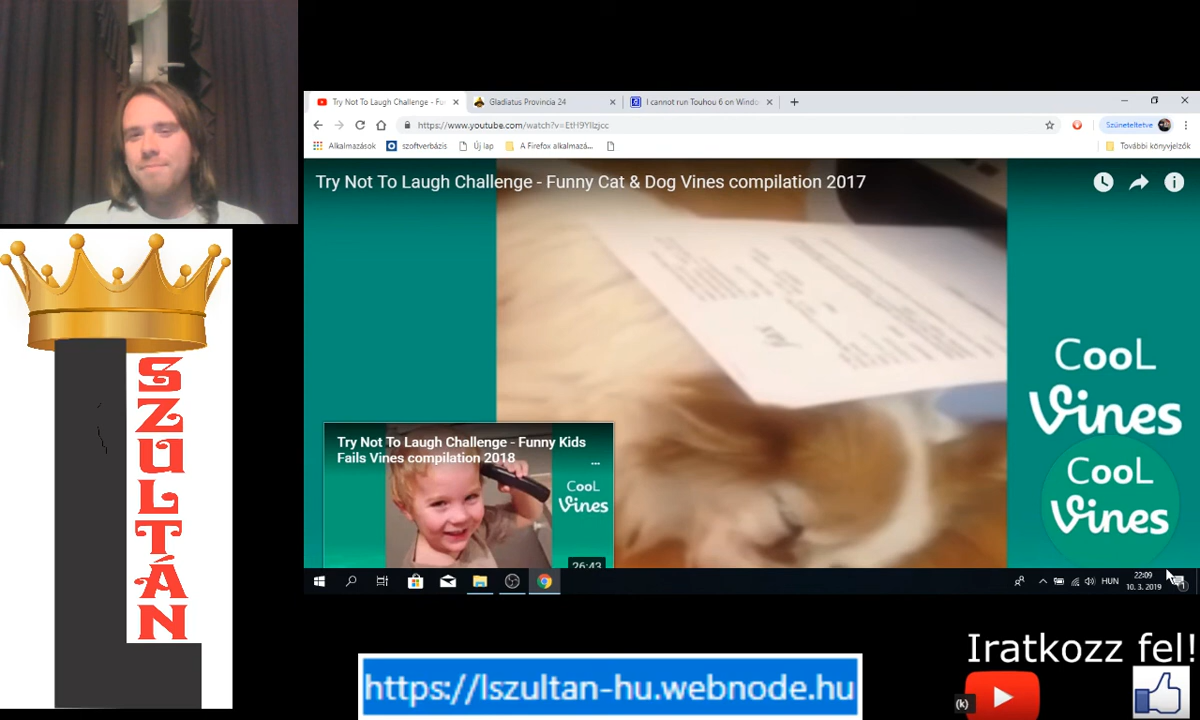 Try Not To Laugh Challenge - Fu
Gladiatus Provincia 24
I cannot run Touhou 6 on Windo
https://www.youtube.com/watch?v=
Szüneteltetve
Alkalmazások
szoftverbázis
Új lap
A Firefox alkalmazá...
További könyvjelzők
Try Not To Laugh Challenge - Funny Cat & Dog Vines compilation 2017
CooL
Vines
CooL
Vines
Try Not To Laugh Challenge - Funny Kids
Fails Vines compilation 2018
...
CooL
Vines
26:43
HUN
22:09
10. 3. 2019
1
L
SZULTÁN
https://lszultan-hu.webnode.hu
Iratkozz fel!
(k)